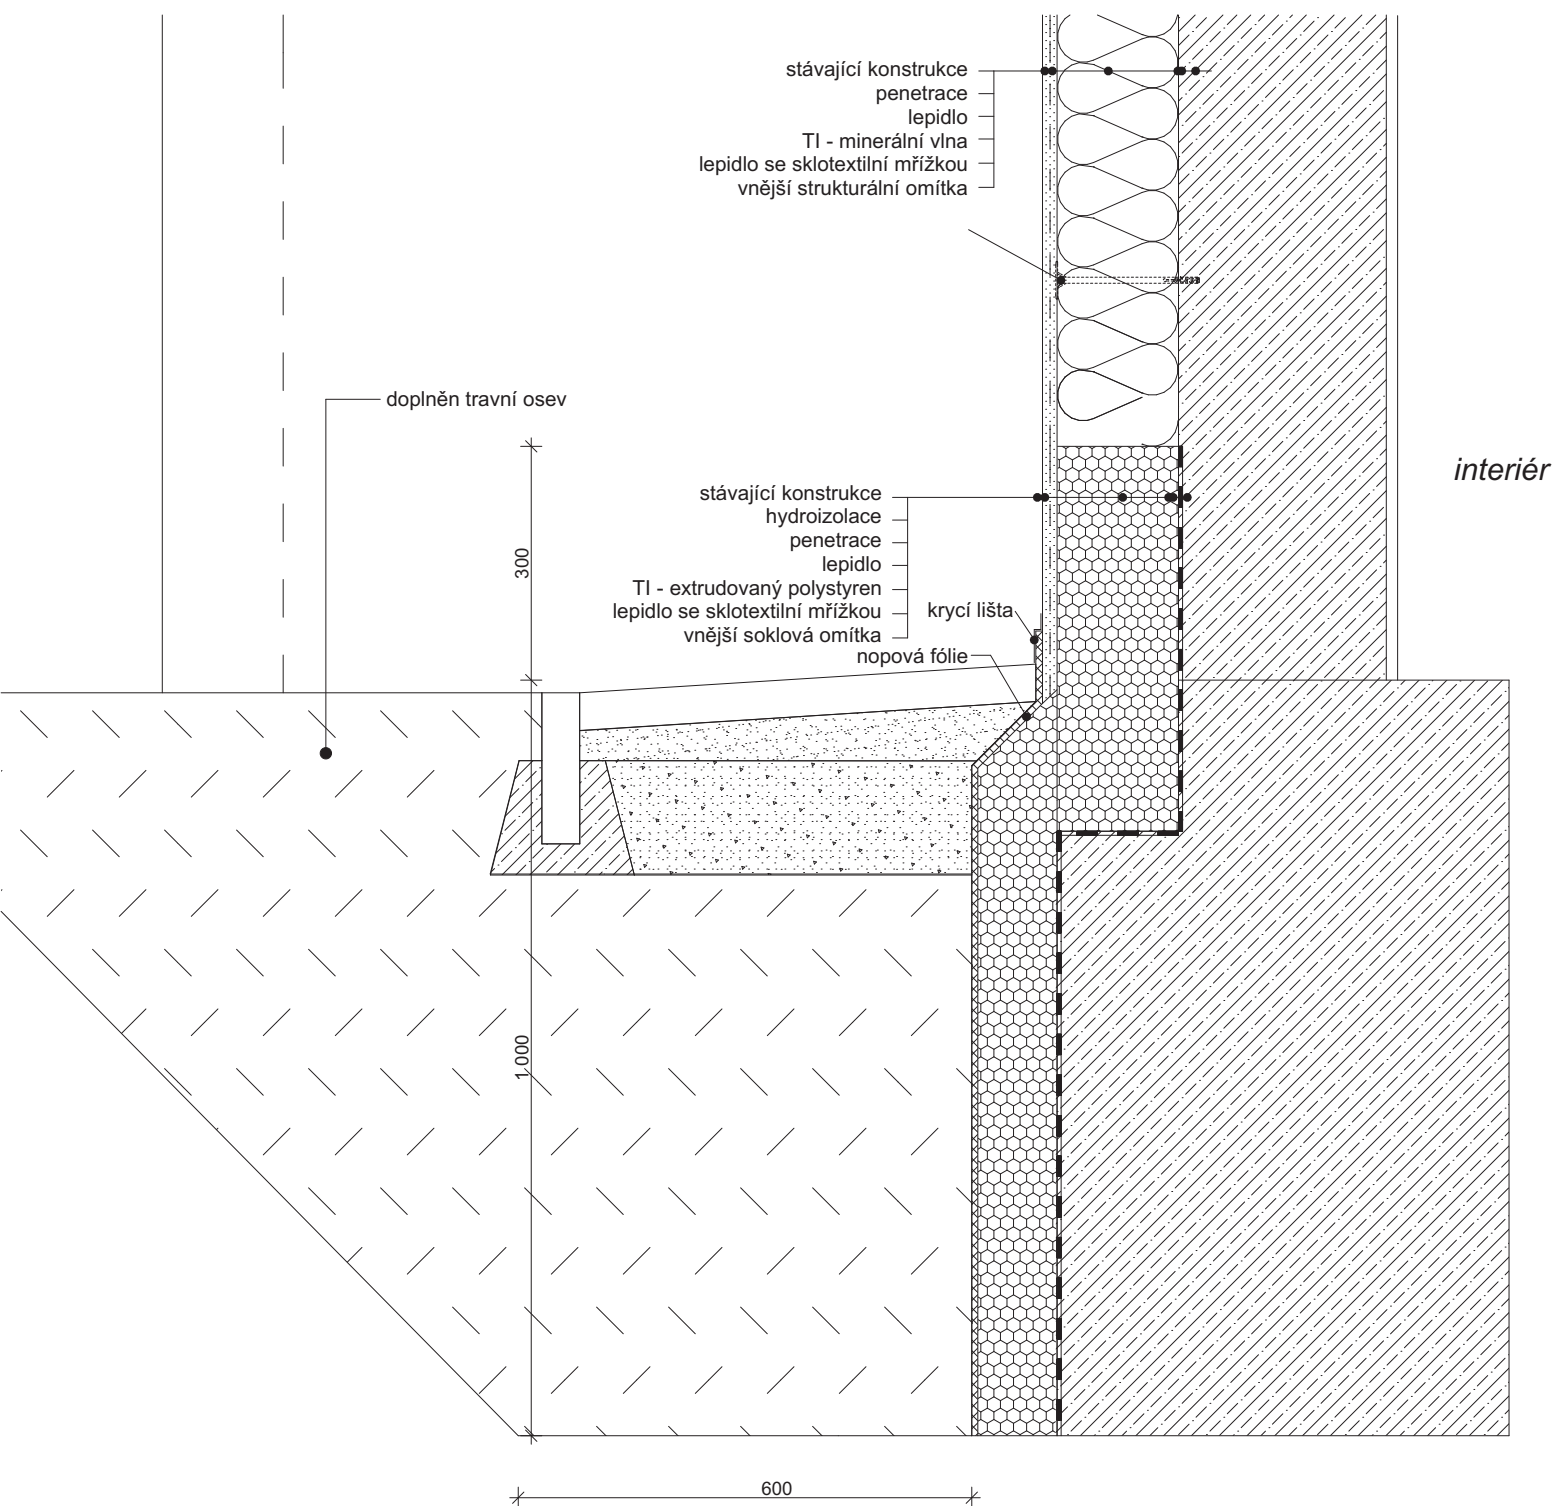 stávající konstrukce
penetrace
lepidlo
TI - minerální vlna
lepidlo se sklotextilní mřížkou
vnější strukturální omítka
doplněn travní osev
interiér
stávající konstrukce
hydroizolace
penetrace
lepidlo
TI - extrudovaný polystyren
lepidlo se sklotextilní mřížkou
vnější soklová omítka
krycí lišta
nopová fólie
300
1 000
600